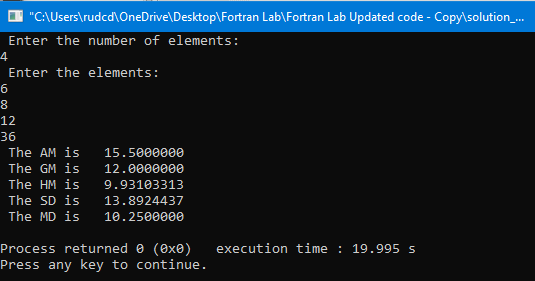 "C:\Users\rudcd\OneDrive\Desktop\Fortran Lab\Fortran Lab Updated code - Copy\solution_...
Enter the number of elements:
4
Enter the elements:
6
8
12
36
The AM is   15.5000000
The GM is   12.0000000
The HM is   9.93103313
The SD is   13.8924437
The MD is   10.2500000
Process returned 0 (0x0)   execution time : 19.995 s
Press any key to continue.